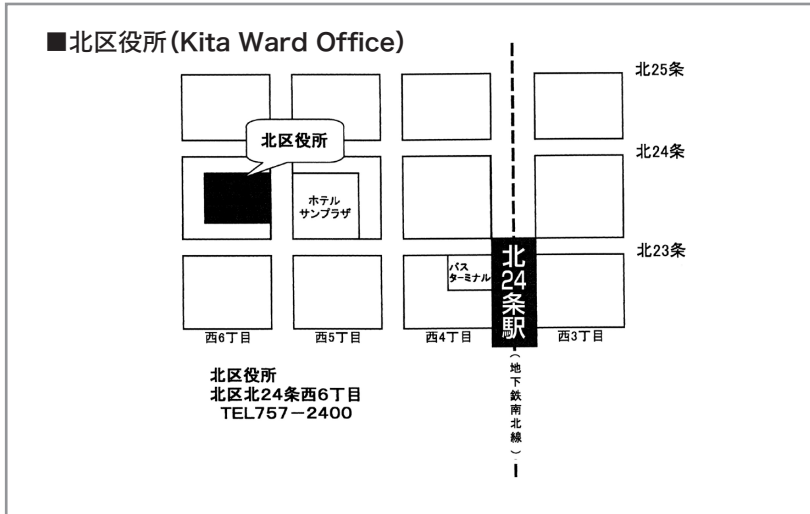 ■北区役所(Kita Ward Office)
北25条
北区役所
北24条
ホテル
サンプラザ
北23条
バス
ターミナル
北24条駅
西6丁目
西5丁目
西4丁目
西3丁目
(地下鉄南北線)
北区役所
北区北24条西6丁目
TEL757−2400